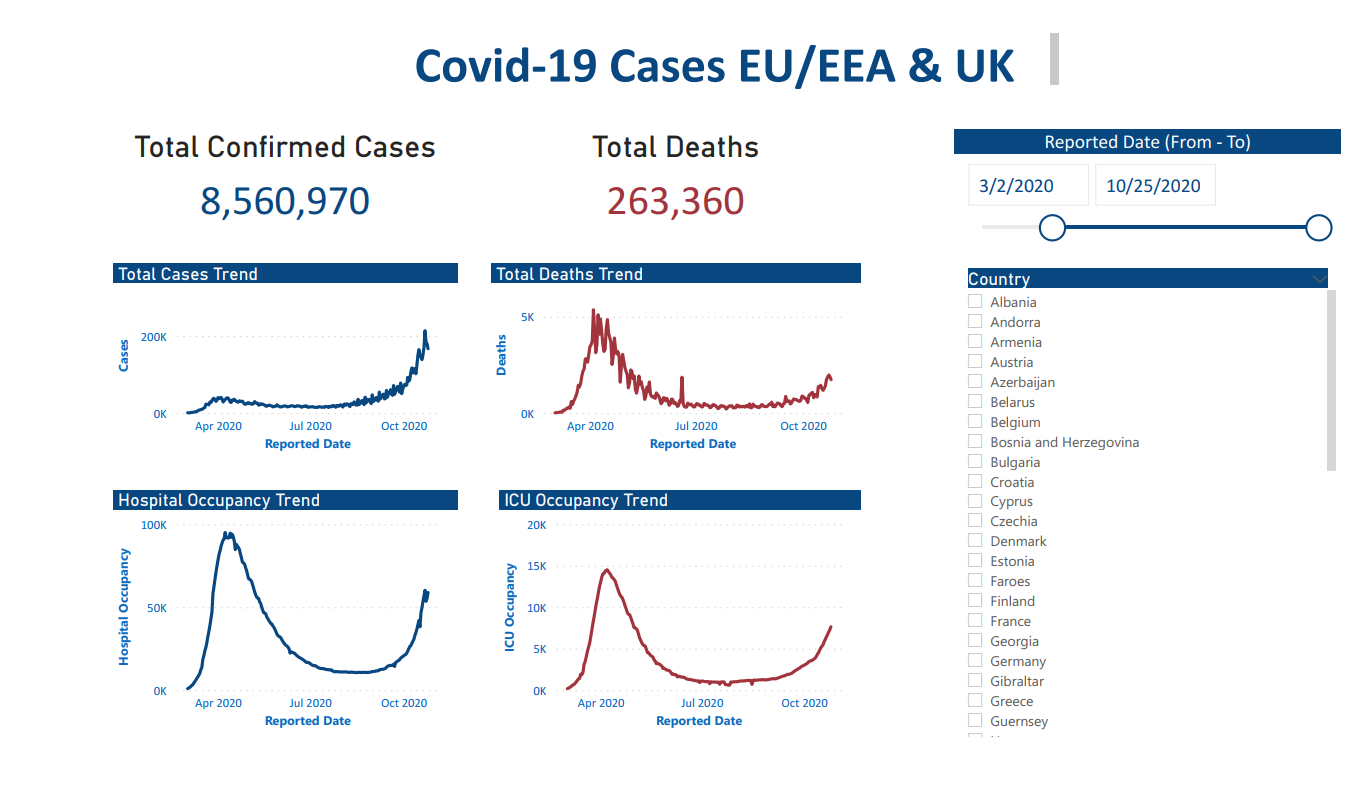 Covid-19 Cases EU/EEA & UK
Total Confirmed Cases
8,560,970
Total Deaths
263,360
Reported Date (From - To)
3/2/2020
10/25/2020
Total Cases Trend
Cases
200K
0K
Apr 2020
Jul 2020
Oct 2020
Reported Date
Total Deaths Trend
Deaths
5K
0K
Apr 2020
Jul 2020
Oct 2020
Reported Date
Hospital Occupancy Trend
Hospital Occupancy
100K
50K
0K
Apr 2020
Jul 2020
Oct 2020
Reported Date
ICU Occupancy Trend
ICU Occupancy
20K
15K
10K
5K
0K
Apr 2020
Jul 2020
Oct 2020
Reported Date
Country
Albania
Andorra
Armenia
Austria
Azerbaijan
Belarus
Belgium
Bosnia and Herzegovina
Bulgaria
Croatia
Cyprus
Czechia
Denmark
Estonia
Faroes
Finland
France
Georgia
Germany
Gibraltar
Greece
Guernsey